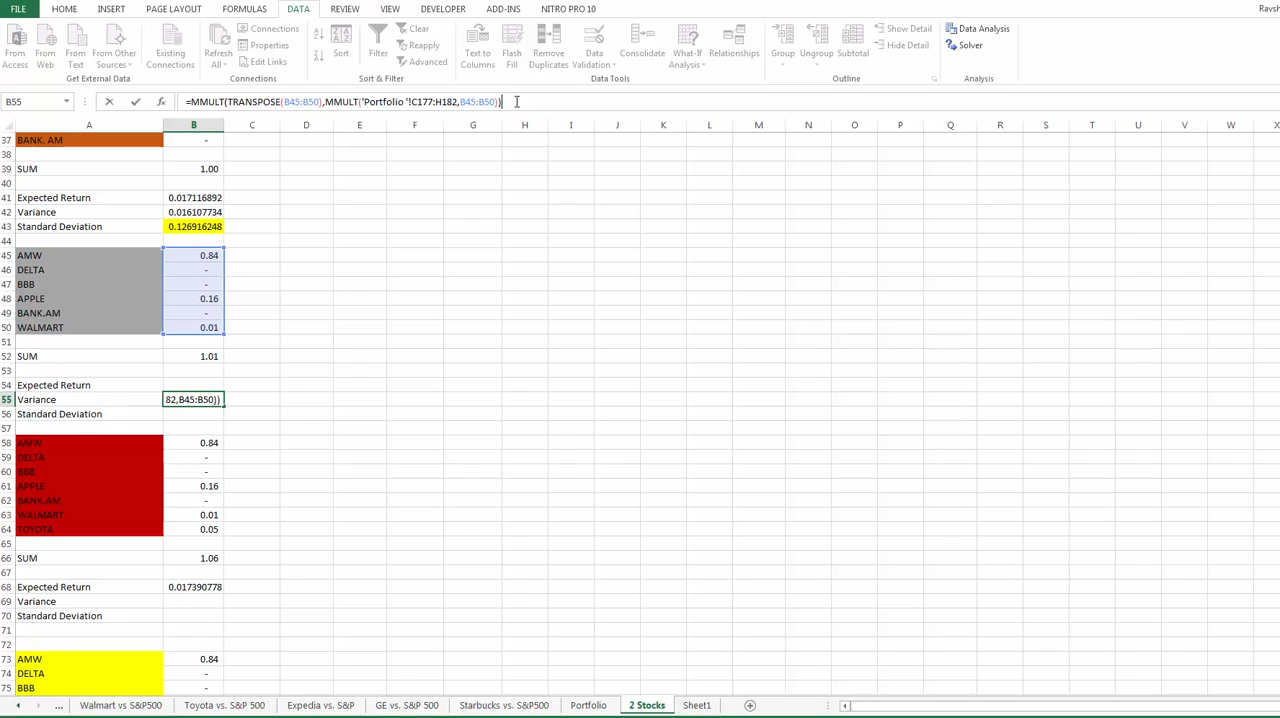 FILE HOME INSERT PAGE LAYOUT FORMULAS DATA REVIEW VIEW DEVELOPER ADD-INS NITRO PRO 10 Ravsh
From Access
From Web
From Text
From Other Sources
Existing Connections
Refresh All
Connections
Properties
Edit Links
Sort
Filter
Clear
Reapply
Advanced
Text to Columns
Flash Fill
Remove Duplicates
Data Validation
Consolidate
What-If Analysis
Relationships
Group
Ungroup
Subtotal
Show Detail
Hide Detail
Data Analysis
Solver
Get External Data Connections Sort & Filter Data Tools Outline Analysis
B55 fx =MMULT(TRANSPOSE(B45:B50),MMULT('Portfolio '!C177:H182,B45:B50))
A B C D E F G H I J K L M N O P Q R S T U V W X
37 BANK. AM -
38
39 SUM 1.00
40
41 Expected Return 0.017116892
42 Variance 0.016107734
43 Standard Deviation 0.126916248
44
45 AMW 0.84
46 DELTA -
47 BBB -
48 APPLE 0.16
49 BANK.AM -
50 WALMART 0.01
51
52 SUM 1.01
53
54 Expected Return
55 Variance 82,B45:B50))
56 Standard Deviation
57
58 AMW 0.84
59 DELTA -
60 BBB -
61 APPLE 0.16
62 BANK.AM -
63 WALMART 0.01
64 TOYOTA 0.05
65
66 SUM 1.06
67
68 Expected Return 0.017390778
69 Variance
70 Standard Deviation
71
72
73 AMW 0.84
74 DELTA -
75 BBB -
... Walmart vs S&P500 Toyota vs. S&P 500 Expedia vs. S&P GE vs. S&P 500 Starbucks vs. S&P500 Portfolio 2 Stocks Sheet1